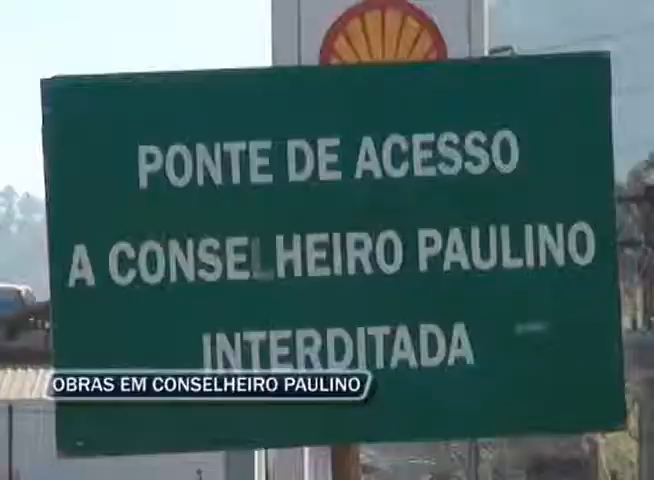 PONTE DE ACESSO
A CONSELHEIRO PAULINO
INTERDITADA
OBRAS EM CONSELHEIRO PAULINO